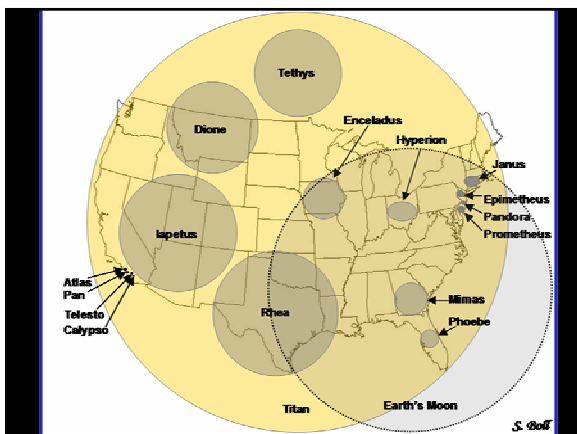 Tethys
Enceladus
Dione
Hyperion
Janus
Epimetheus
Pandora
Prometheus
Iapetus
Atlas
Pan
Telesto
Calypso
Rhea
Mimas
Phoebe
Titan
Earth's Moon
S. Boll